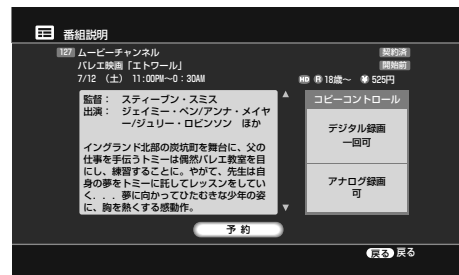 番組説明
127 ムービーチャンネル 契約済
バレエ映画「エトワール」 開始前
7/12 (土) 11:00PM～0:30AM HD R 18歳～ ¥ 525円
監督： スティーブン・スミス
出演： ジェイミー・ベン/アンナ・メイヤ
ー/ジュリー・ロビンソン ほか
イングランド北部の炭坑町を舞台に、父の
仕事を手伝うトミーは偶然バレエ教室を目
にし、練習することに。やがて、先生は自
身の夢をトミーに託してレッスンをしてい
く. . . 夢に向かってひたむきな少年の姿
に、胸を熱くする感動作。
コピーコントロール
デジタル録画
一回可
アナログ録画
可
予約
戻る 戻る